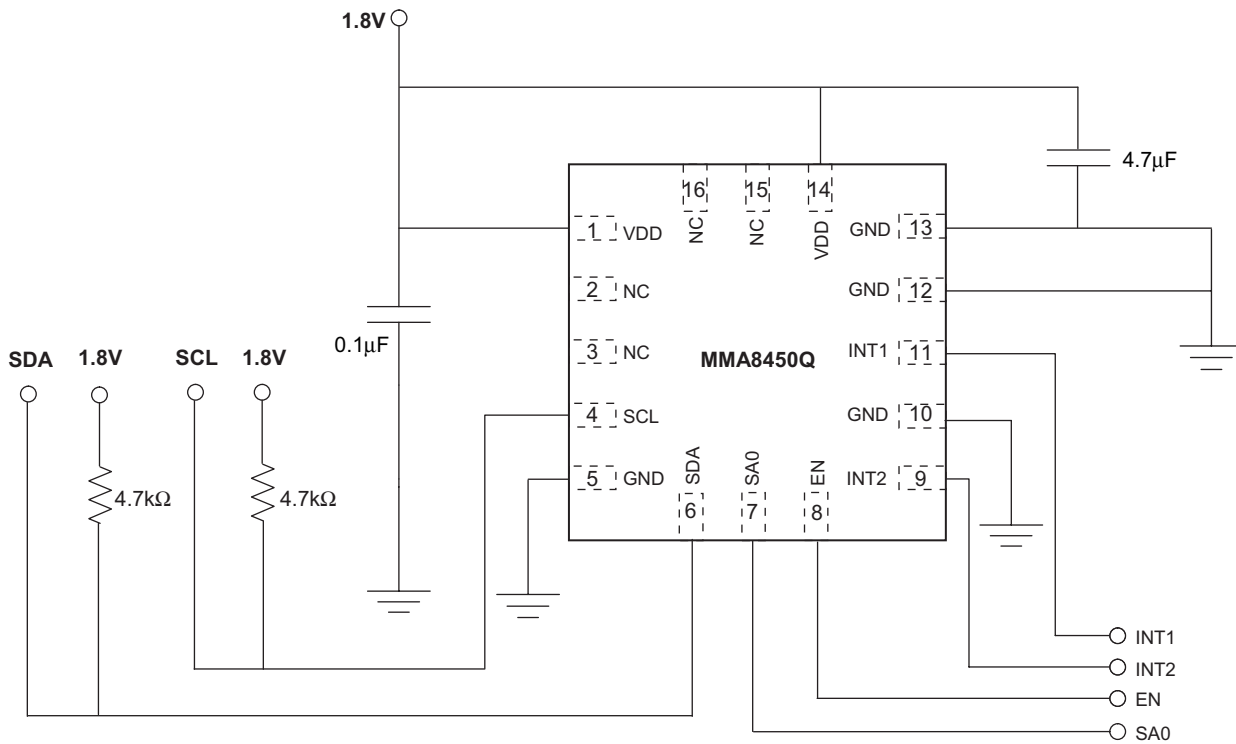 1.8V
4.7μF
16 15 14
NC NC VDD
1 VDD
GND 13
2 NC
GND 12
0.1μF
3 NC
MMA8450Q
INT1 11
SDA 1.8V SCL 1.8V
4 SCL
GND 10
5 GND
SDA SA0 EN
INT2 9
4.7kΩ
4.7kΩ
6 7 8
INT1
INT2
EN
SA0